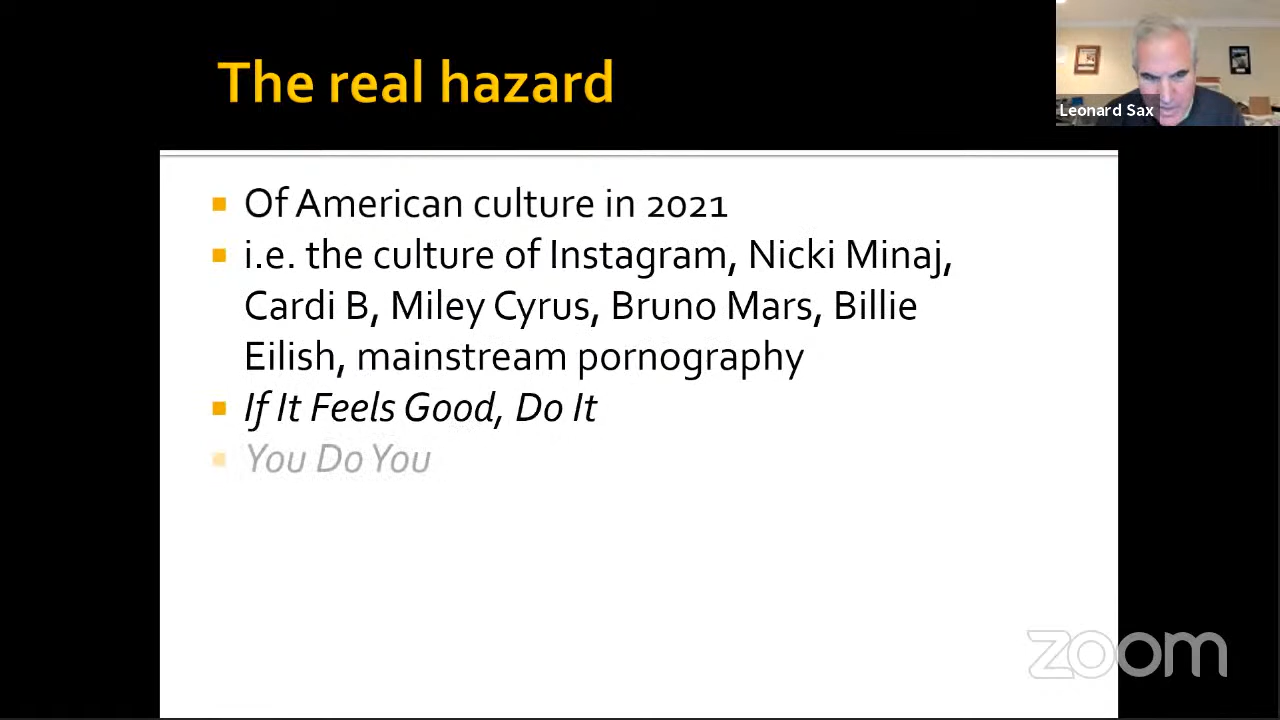 The real hazard
Leonard Sax
Of American culture in 2021
i.e. the culture of Instagram, Nicki Minaj,
Cardi B, Miley Cyrus, Bruno Mars, Billie
Eilish, mainstream pornography
If It Feels Good, Do It
You Do You
zoom